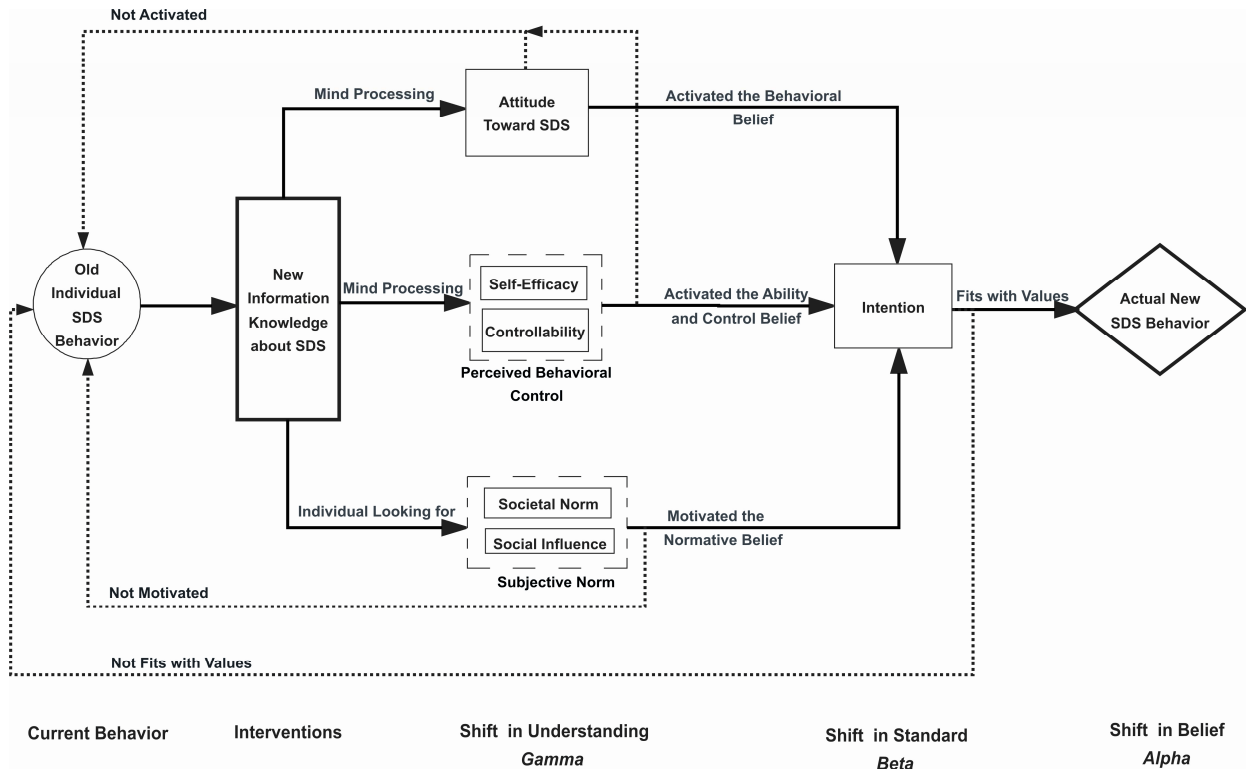 Not Activated
Mind Processing
Attitude
Toward SDS
Activated the Behavioral
Belief
Old
Individual
SDS
Behavior
New
Information
Knowledge
about SDS
Mind Processing
Self-Efficacy
Controllability
Perceived Behavioral
Control
Activated the Ability
and Control Belief
Intention
Fits with Values
Actual New
SDS Behavior
Individual Looking for
Societal Norm
Social Influence
Subjective Norm
Motivated the
Normative Belief
Not Motivated
Not Fits with Values
Current Behavior
Interventions
Shift in Understanding
Gamma
Shift in Standard
Beta
Shift in Belief
Alpha